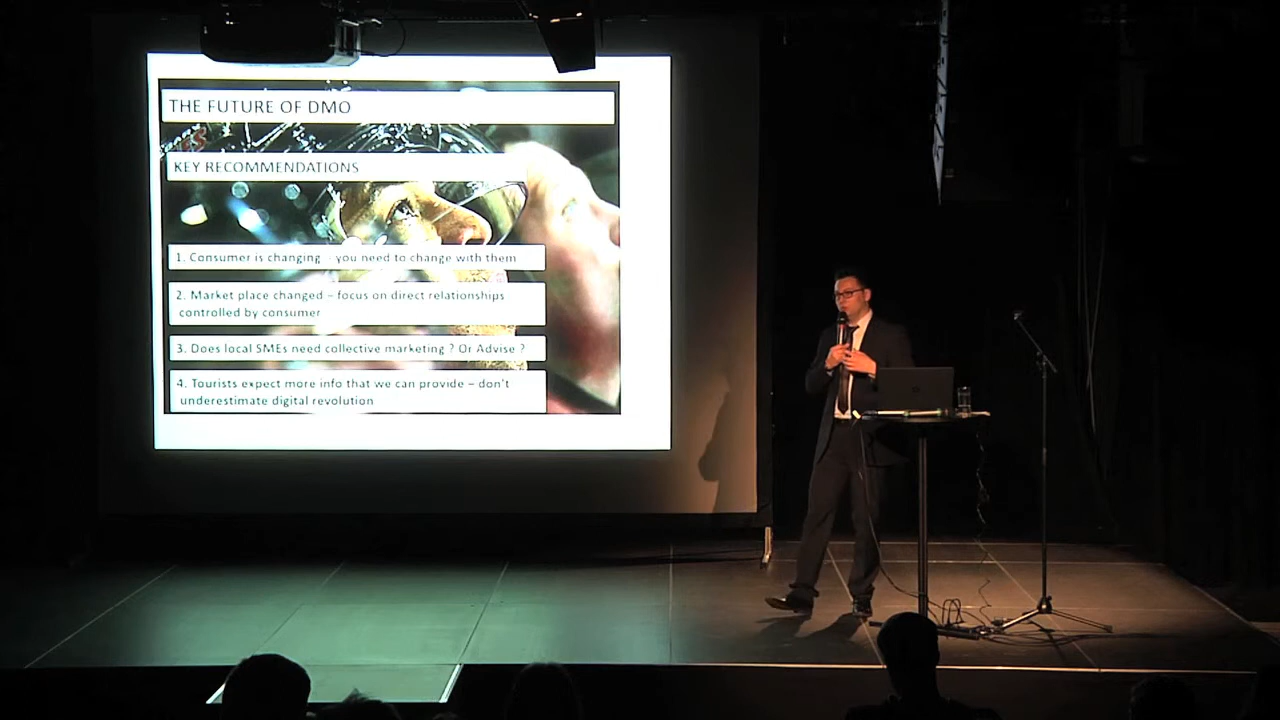 THE FUTURE OF DMO
KEY RECOMMENDATIONS
1. Consumer is changing - you need to change with them
2. Market place changed – focus on direct relationships
controlled by consumer
3. Does local SMEs need collective marketing ? Or Advise ?
4. Tourists expect more info that we can provide – don't
underestimate digital revolution